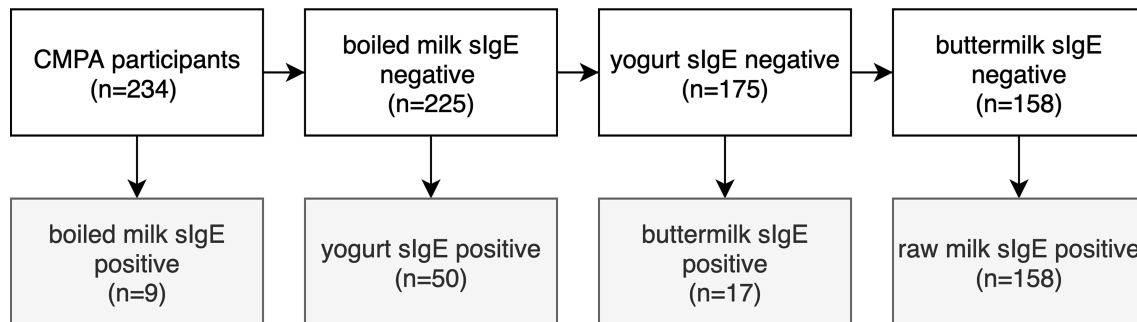 CMPA participants
(n=234)
boiled milk sIgE
negative
(n=225)
yogurt sIgE negative
(n=175)
buttermilk sIgE
negative
(n=158)
boiled milk sIgE
positive
(n=9)
yogurt sIgE positive
(n=50)
buttermilk sIgE
positive
(n=17)
raw milk sIgE positive
(n=158)